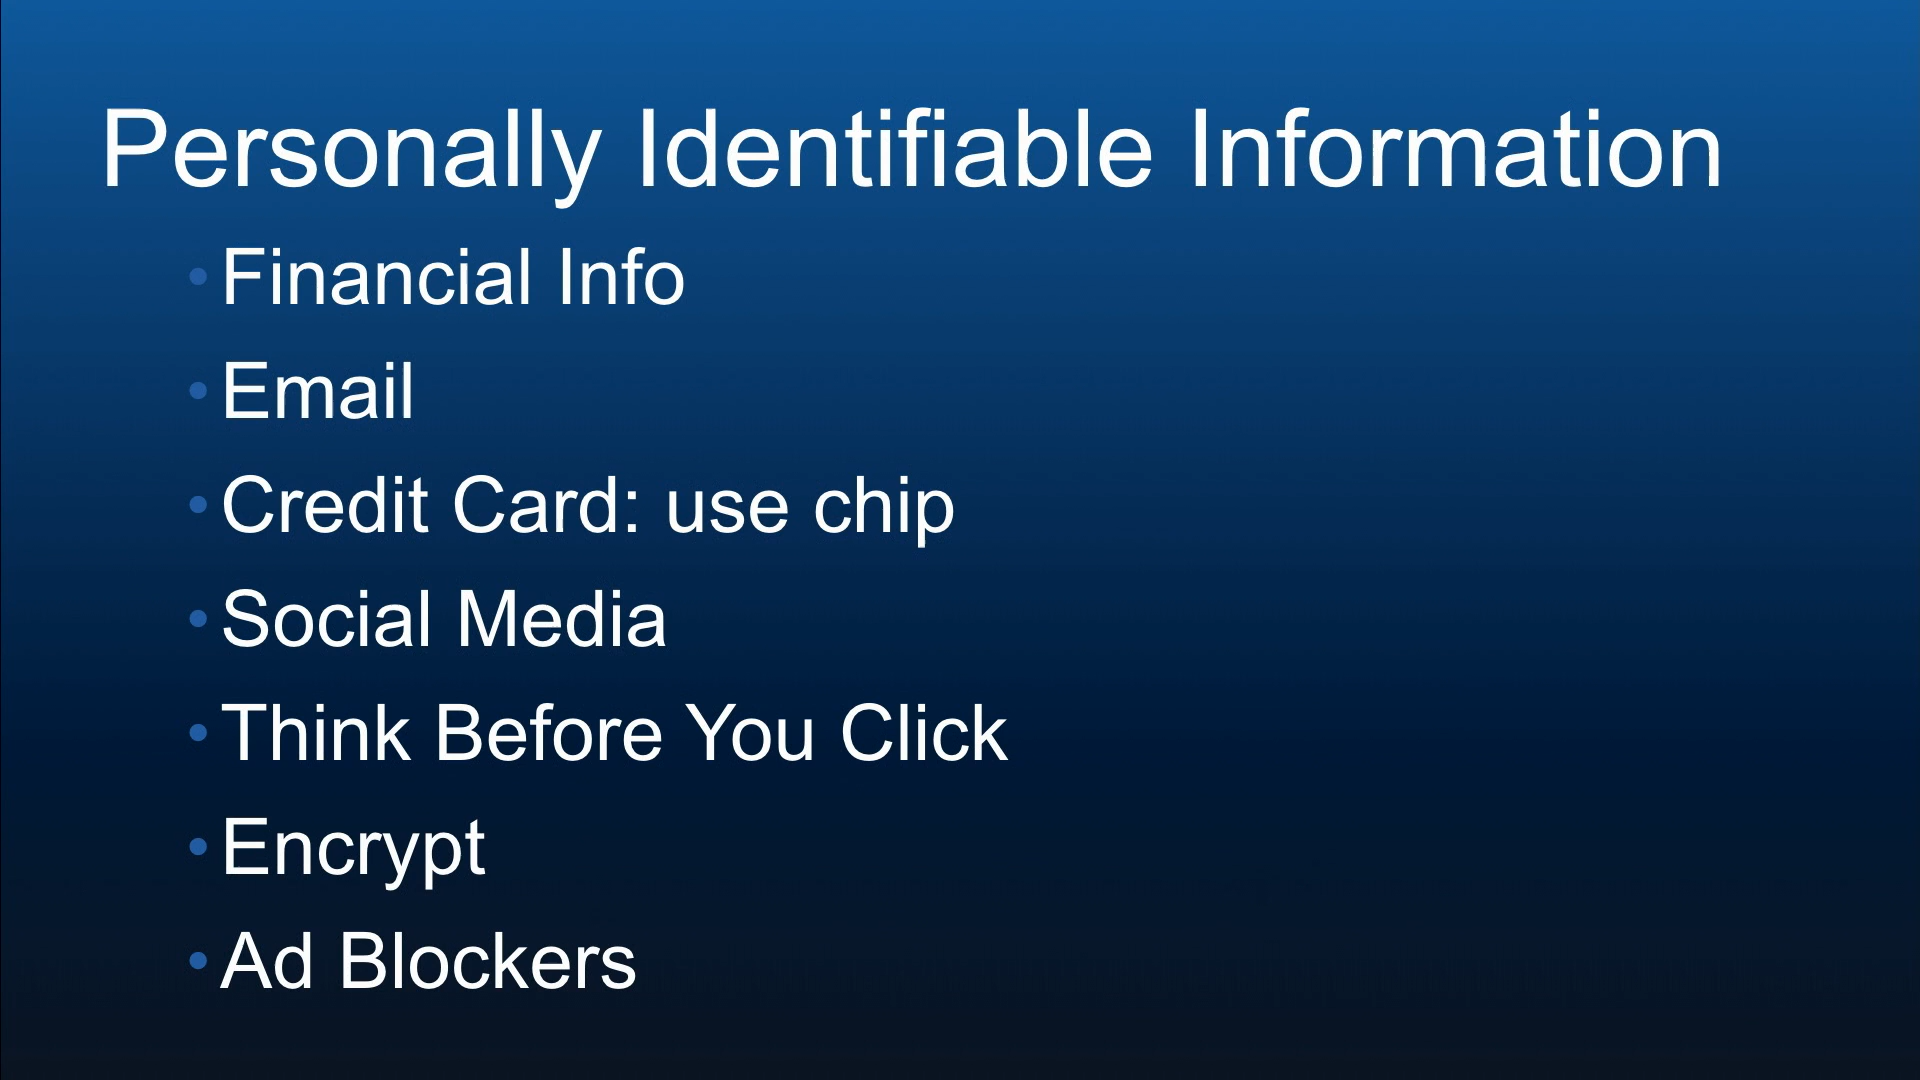 Personally Identifiable Information
• Financial Info
• Email
• Credit Card: use chip
• Social Media
• Think Before You Click
• Encrypt
• Ad Blockers